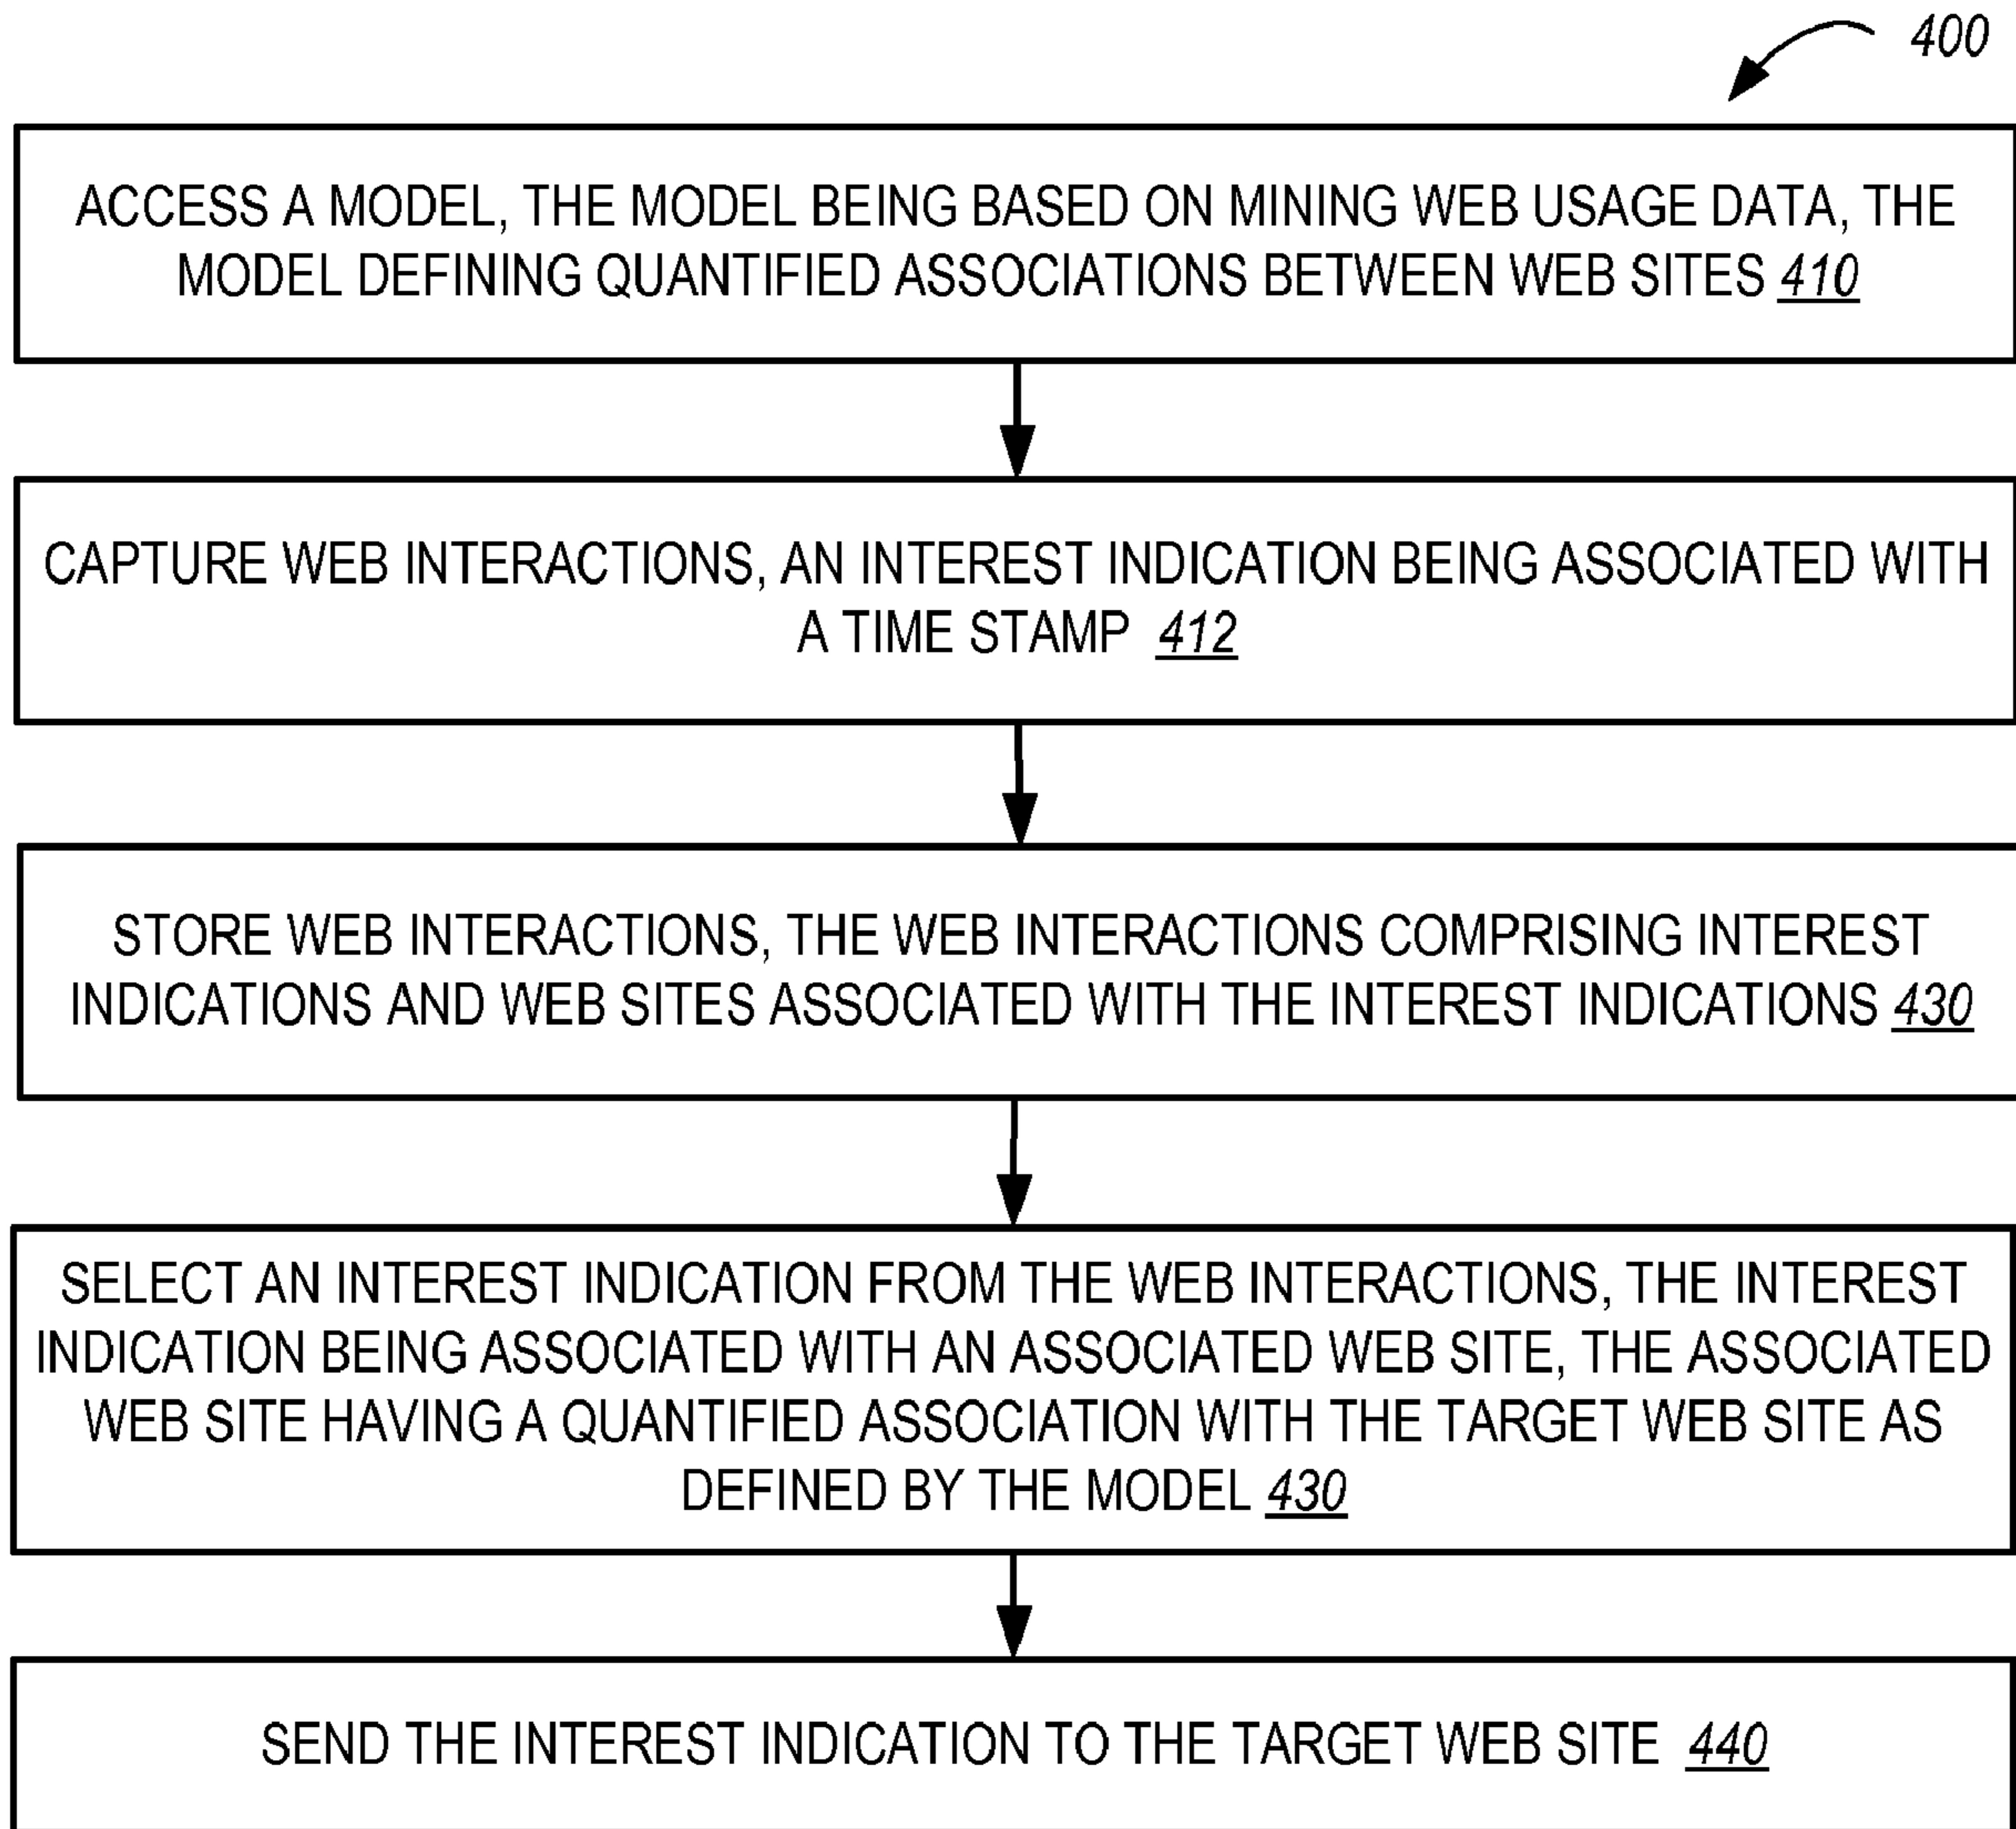 400
ACCESS A MODEL, THE MODEL BEING BASED ON MINING WEB USAGE DATA, THE
MODEL DEFINING QUANTIFIED ASSOCIATIONS BETWEEN WEB SITES 410
CAPTURE WEB INTERACTIONS, AN INTEREST INDICATION BEING ASSOCIATED WITH
A TIME STAMP 412
STORE WEB INTERACTIONS, THE WEB INTERACTIONS COMPRISING INTEREST
INDICATIONS AND WEB SITES ASSOCIATED WITH THE INTEREST INDICATIONS 430
SELECT AN INTEREST INDICATION FROM THE WEB INTERACTIONS, THE INTEREST
INDICATION BEING ASSOCIATED WITH AN ASSOCIATED WEB SITE, THE ASSOCIATED
WEB SITE HAVING A QUANTIFIED ASSOCIATION WITH THE TARGET WEB SITE AS
DEFINED BY THE MODEL 430
SEND THE INTEREST INDICATION TO THE TARGET WEB SITE 440